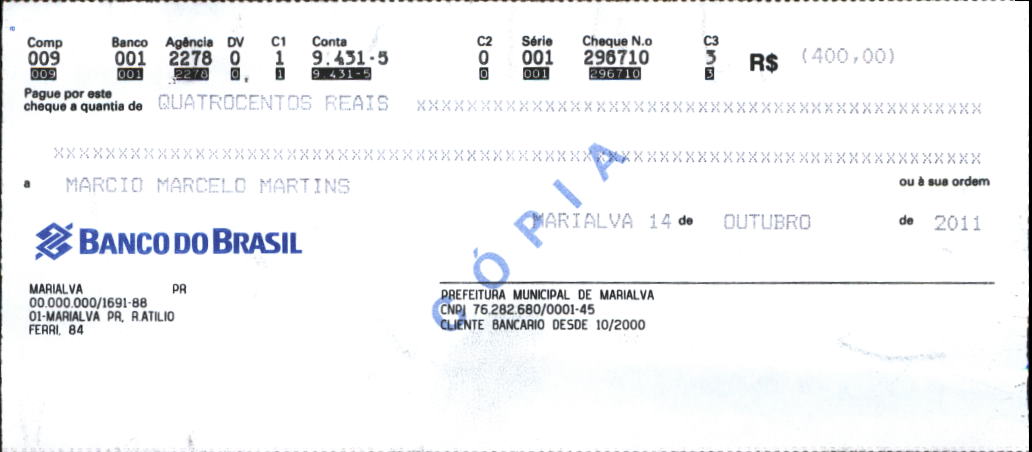 Comp Banco Agência DV C1 Conta C2 Série Cheque N.o C3
009 001 2278 0 1 9.431-5 0 001 296710 3 R$ (400,00)
009 001 2278 0. 1 9.431-5 0 001 296710 3
Pague por este
cheque a quantia de QUATROCENTOS REAIS XXXXXXXXXXXXXXXXXXXXXXXXXXXXXXXXXXXXXXXXXXXXXXXXXXX
XXXXXXXXXXXXXXXXXXXXXXXXXXXXXXXXXXXXXXXXXXXXXXXXXXXXXXXXXXXXXXXXXXXXXXXXXXXXXXXXXXX
a MARCIO MARCELO MARTINS ou à sua ordem
MARIALVA 14 de OUTUBRO de 2011
CÓPIA
BANCO DO BRASIL
MARIALVA PR
00.000.000/1691-88
01-MARIALVA PR, R.ATILIO
FERRI, 84
PREFEITURA MUNICIPAL DE MARIALVA
CNPJ 76.282.680/0001-45
CLIENTE BANCARIO DESDE 10/2000